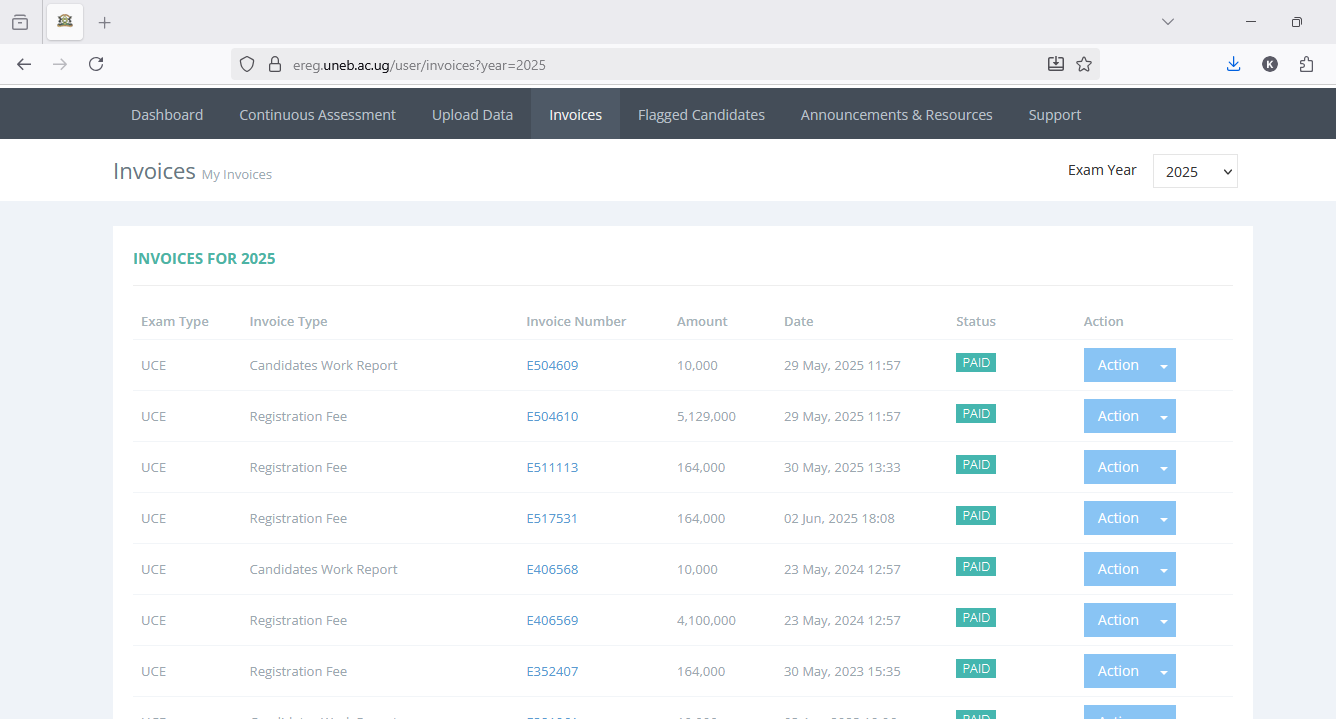 ereg.uneb.ac.ug/user/invoices?year=2025
K
Dashboard Continuous Assessment Upload Data Invoices Flagged Candidates Announcements & Resources Support
Invoices My Invoices Exam Year 2025
INVOICES FOR 2025
Exam Type Invoice Type Invoice Number Amount Date Status Action
UCE Candidates Work Report E504609 10,000 29 May, 2025 11:57 PAID Action
UCE Registration Fee E504610 5,129,000 29 May, 2025 11:57 PAID Action
UCE Registration Fee E511113 164,000 30 May, 2025 13:33 PAID Action
UCE Registration Fee E517531 164,000 02 Jun, 2025 18:08 PAID Action
UCE Candidates Work Report E406568 10,000 23 May, 2024 12:57 PAID Action
UCE Registration Fee E406569 4,100,000 23 May, 2024 12:57 PAID Action
UCE Registration Fee E352407 164,000 30 May, 2023 15:35 PAID Action